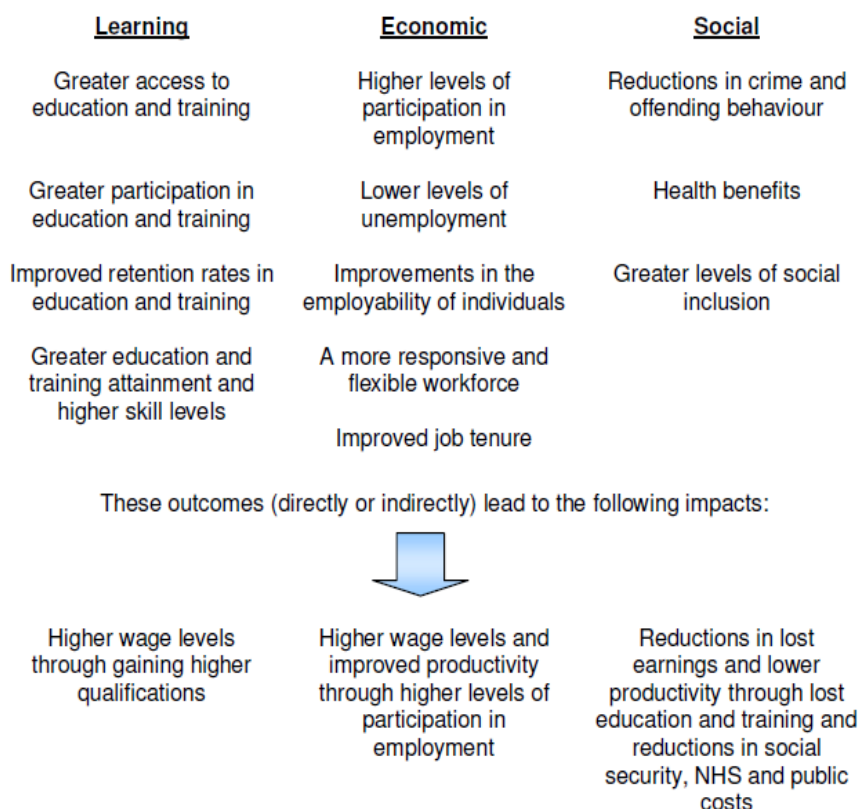 Learning
Economic
Social
Greater access to
education and training
Higher levels of
participation in
employment
Reductions in crime and
offending behaviour
Greater participation in
education and training
Lower levels of
unemployment
Health benefits
Improved retention rates in
education and training
Improvements in the
employability of individuals
Greater levels of social
inclusion
Greater education and
training attainment and
higher skill levels
A more responsive and
flexible workforce
Improved job tenure
These outcomes (directly or indirectly) lead to the following impacts:
Higher wage levels
through gaining higher
qualifications
Higher wage levels and
improved productivity
through higher levels of
participation in
employment
Reductions in lost
earnings and lower
productivity through lost
education and training and
reductions in social
security, NHS and public
costs